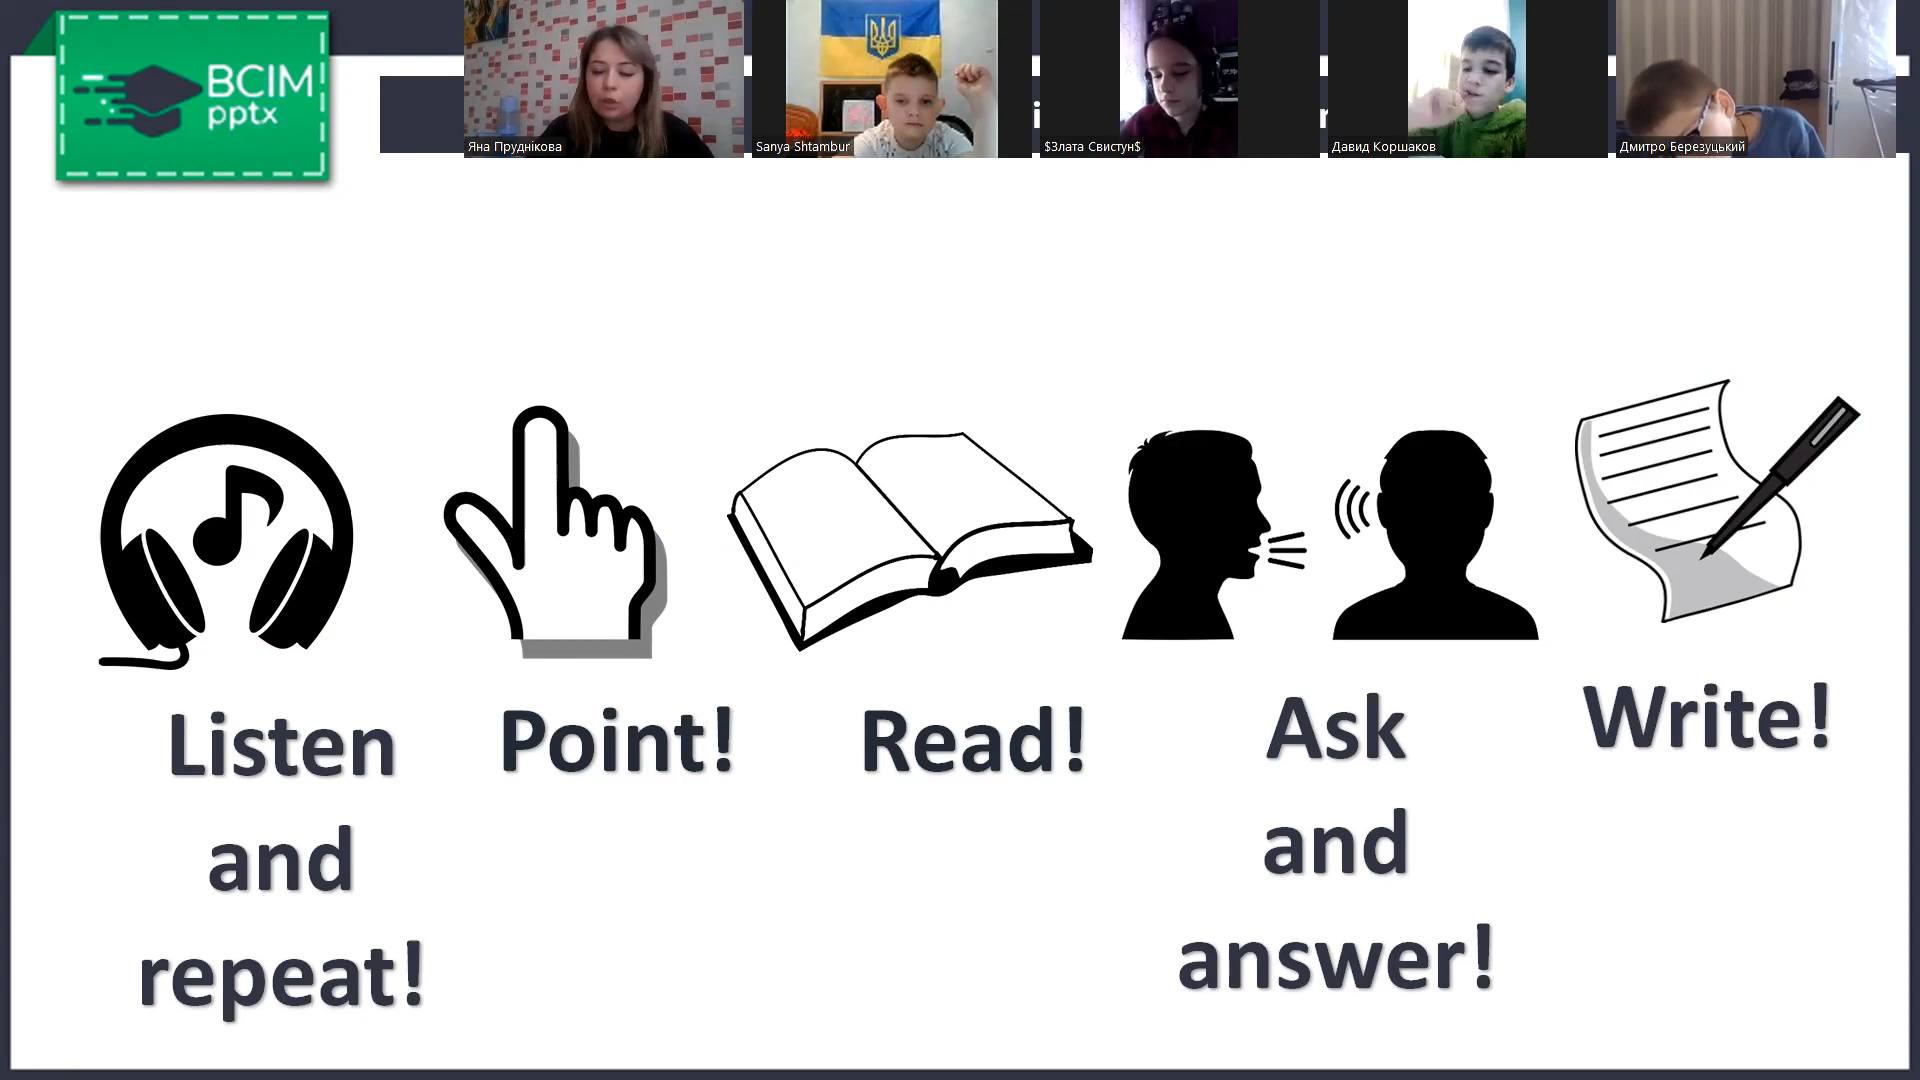 ВСІМ
pptx
Яна Пруднікова
Sanya Shtambur
$Злата Свистун$
Давид Коршаков
Дмитро Березуцький
Listen
and
repeat!
Point!
Read!
Ask
and
answer!
Write!